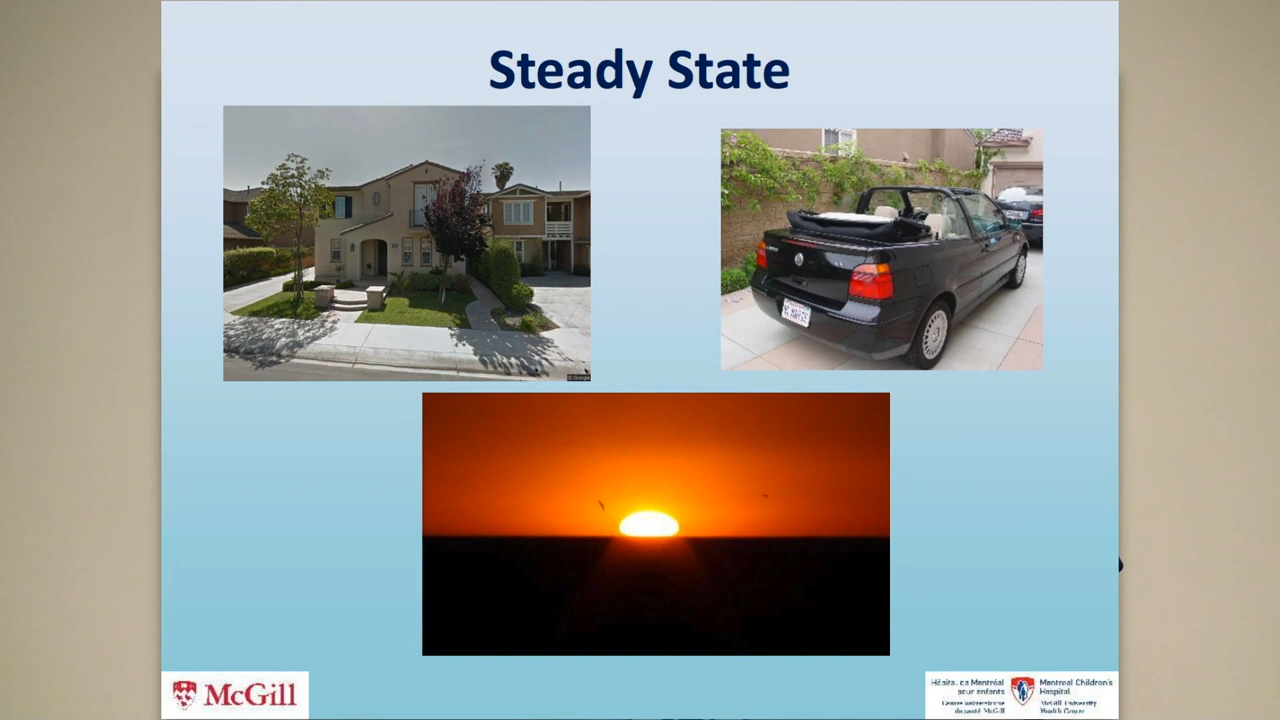 Steady State
McGill
Hôpital de Montréal
pour enfants
Centre universitaire
de santé McGill
Montreal Children's
Hospital
McGill University
Health Centre